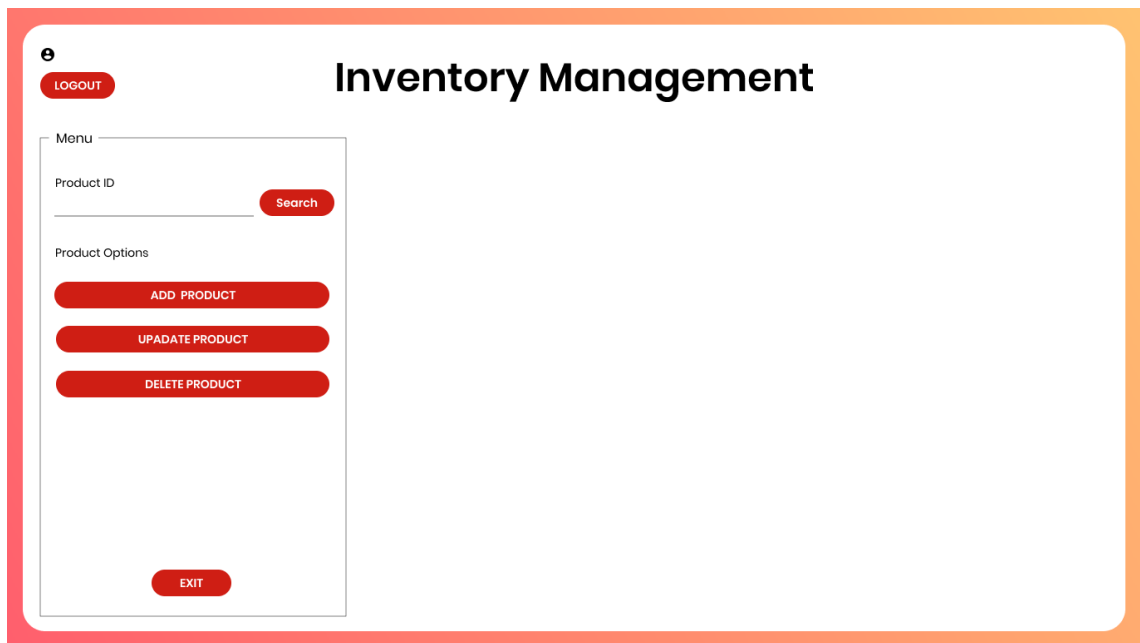 LOGOUT
Inventory Management
Menu
Product ID
Search
Product Options
ADD PRODUCT
UPADATE PRODUCT
DELETE PRODUCT
EXIT